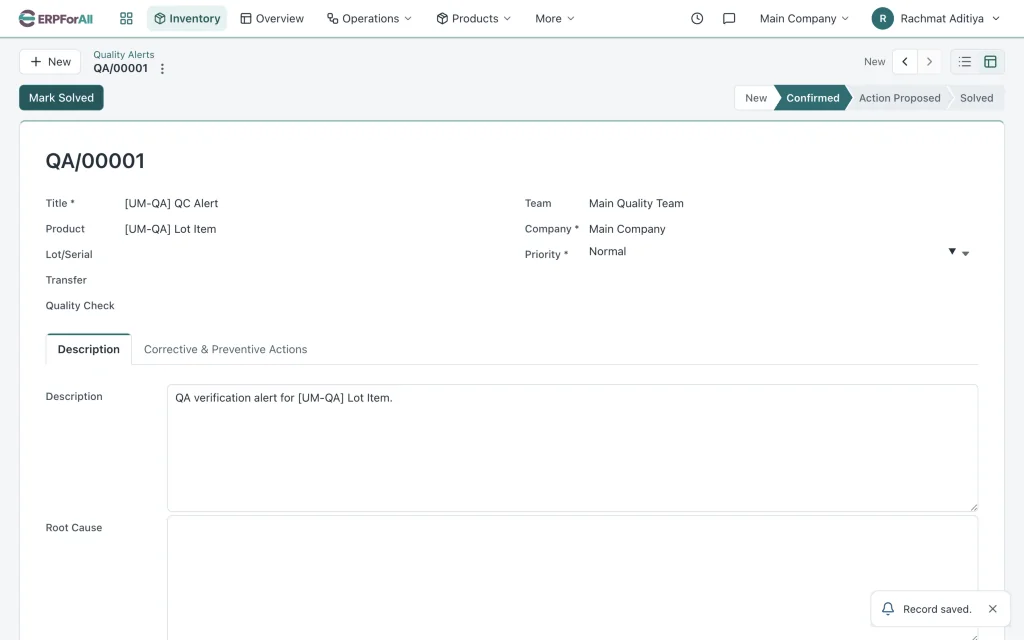 ERPForAll
Inventory
Overview
Operations
Products
More
Main Company
R
Rachmat Aditiya
New
Quality Alerts
QA/00001
New
Mark Solved
New
Confirmed
Action Proposed
Solved
QA/00001
Title * [UM-QA] QC Alert
Product [UM-QA] Lot Item
Lot/Serial
Transfer
Quality Check
Team Main Quality Team
Company * Main Company
Priority * Normal
Description
Corrective & Preventive Actions
Description
QA verification alert for [UM-QA] Lot Item.
Root Cause
Record saved.